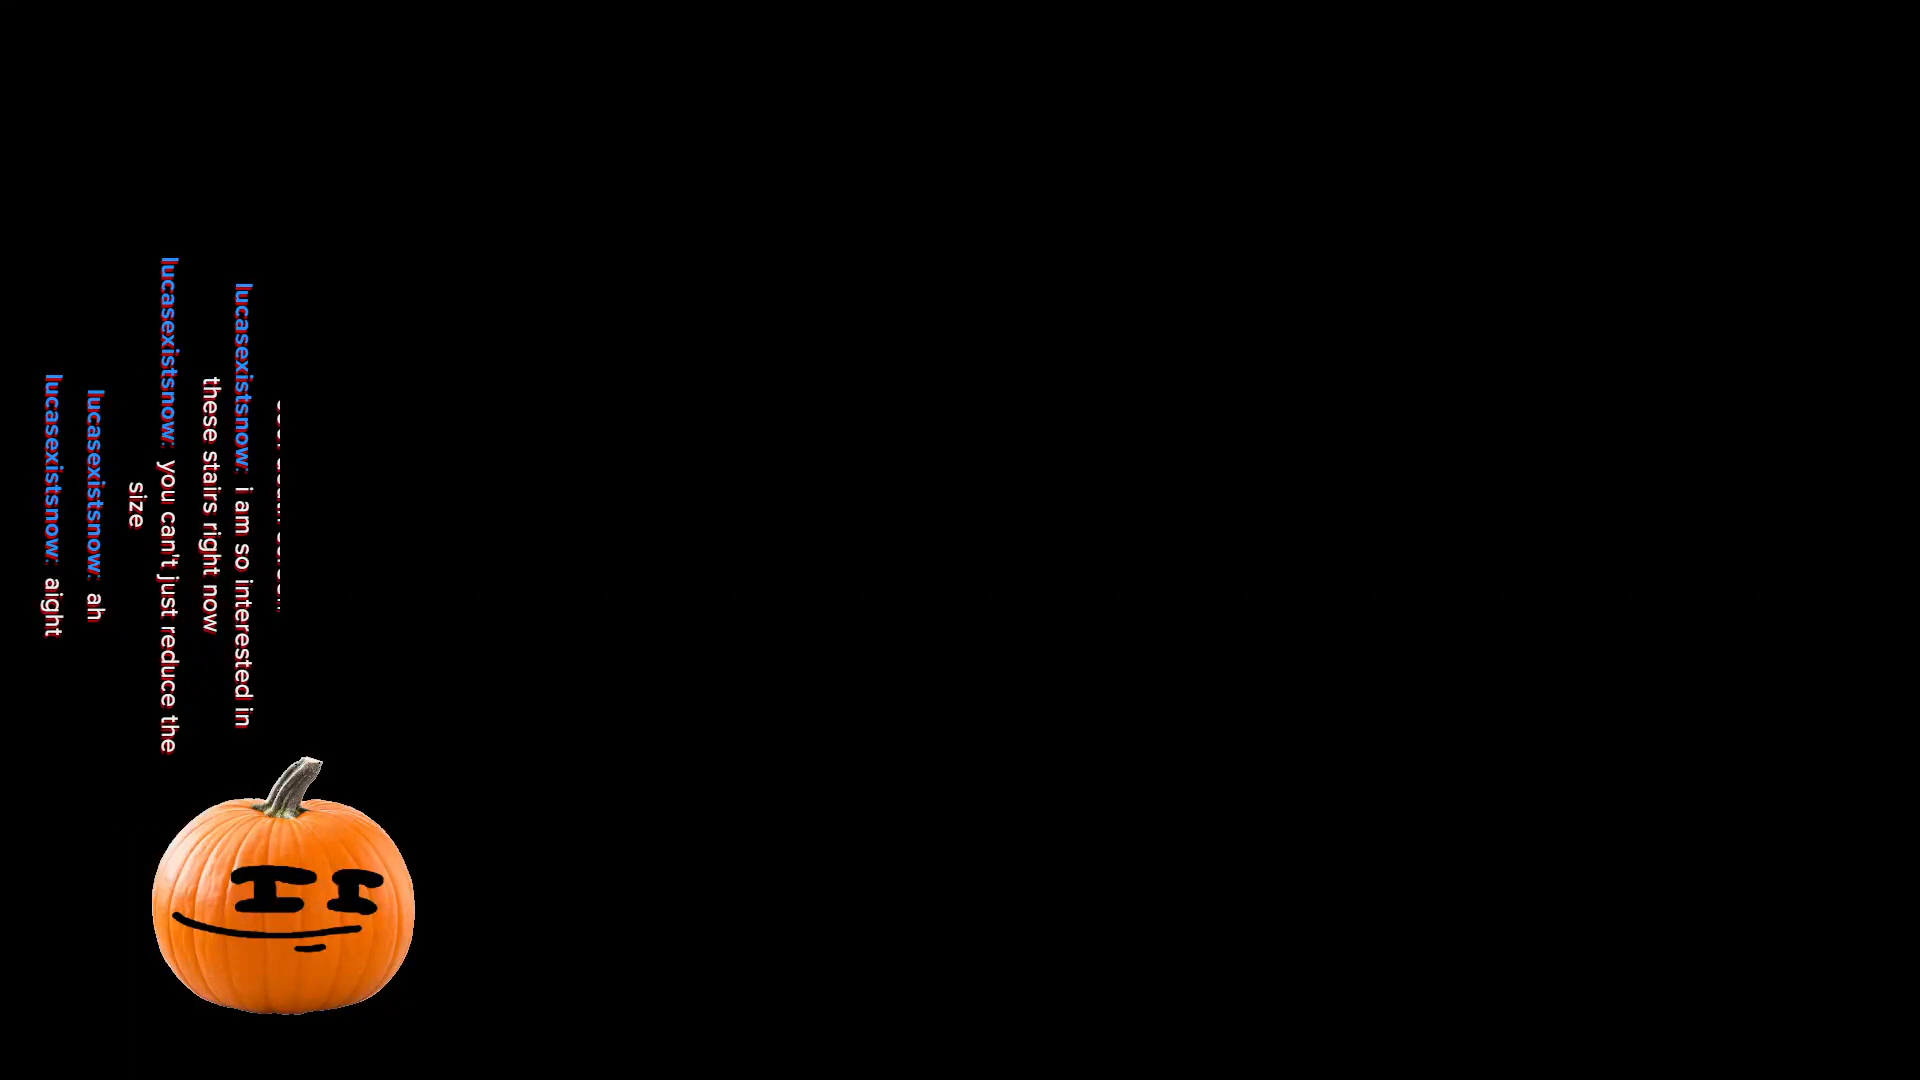 lucasexistsnow: i am so interested in
these stairs right now
lucasexistsnow: you can't just reduce the
size
lucasexistsnow: ah
lucasexistsnow: aight